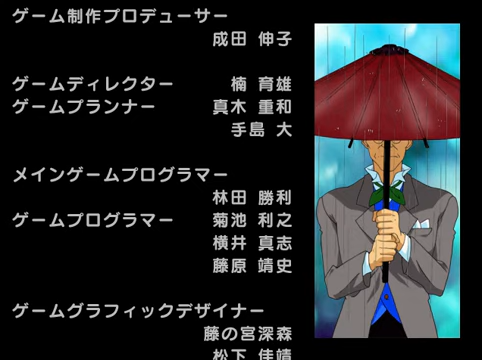 ゲーム制作プロデューサー
成田 伸子
ゲームディレクター 楠 育雄
ゲームプランナー 真木 重和
手島 大
メインゲームプログラマー
林田 勝利
ゲームプログラマー 菊池 利之
横井 真志
藤原 靖史
ゲームグラフィックデザイナー
藤の宮深森
松下 佳靖